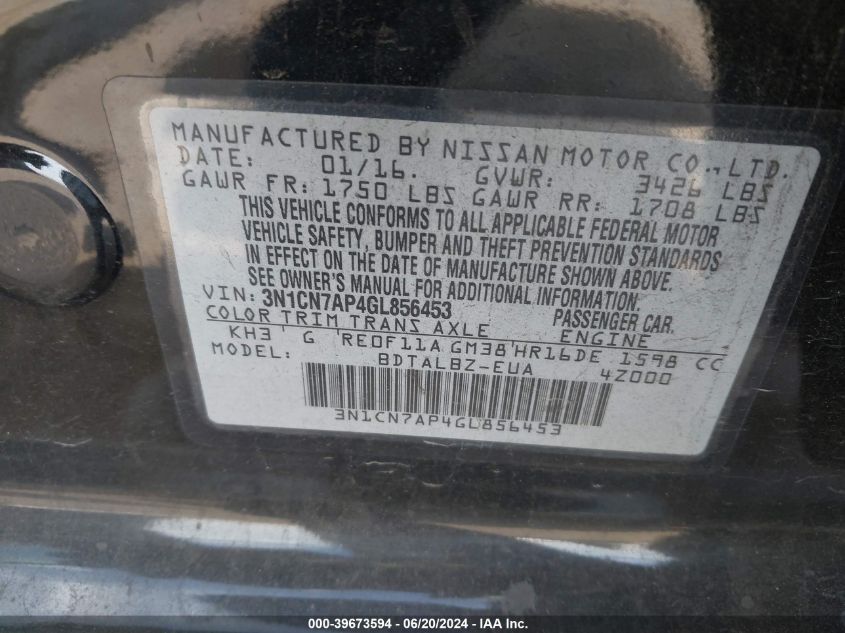 MANUFACTURED BY NISSAN MOTOR CO., LTD.
DATE: 01/16. GVWR: 3426 LBS
GAWR FR: 1750 LBS GAWR RR: 1708 LBS
THIS VEHICLE CONFORMS TO ALL APPLICABLE FEDERAL MOTOR
VEHICLE SAFETY, BUMPER AND THEFT PREVENTION STANDARDS
IN EFFECT ON THE DATE OF MANUFACTURE SHOWN ABOVE.
SEE OWNER'S MANUAL FOR ADDITIONAL INFORMATION.
VIN: 3N1CN7AP4GL856453 PASSENGER CAR.
COLOR TRIM TRANS AXLE ENGINE
KH3 G RE0F11A GM38 HR16DE 1598 CC
MODEL: BDTALBZ-EUA 4Z000
3N1CN7AP4GL856453
000-39673594 - 06/20/2024 - IAAI.COM